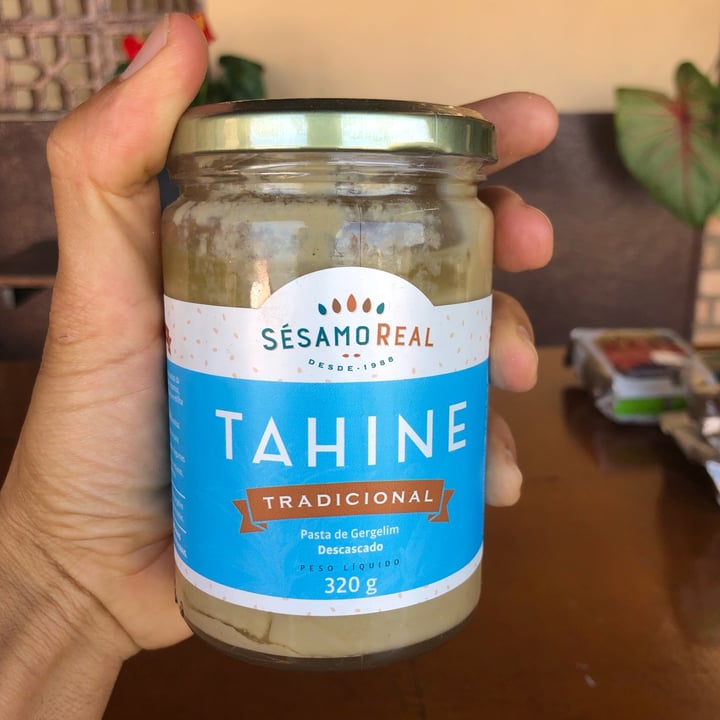 SÉSAMO REAL
DESDE-1988
TAHINE
TRADICIONAL
Pasta de Gergelim
Descascado
PESO LÍQUIDO
320 g